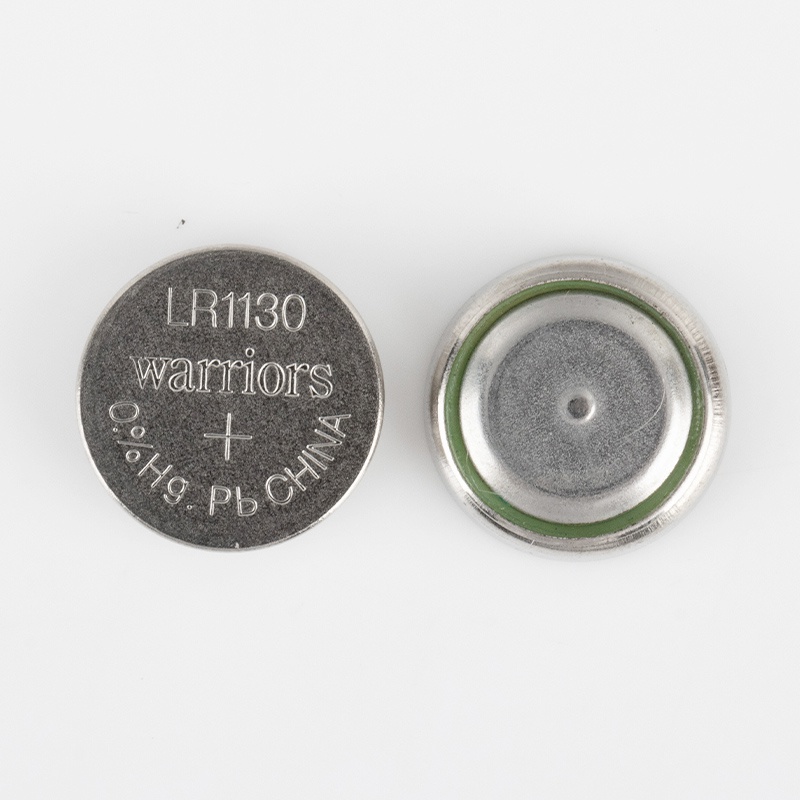 LR1130
warriors
+
0.%Hg. Pb CHINA